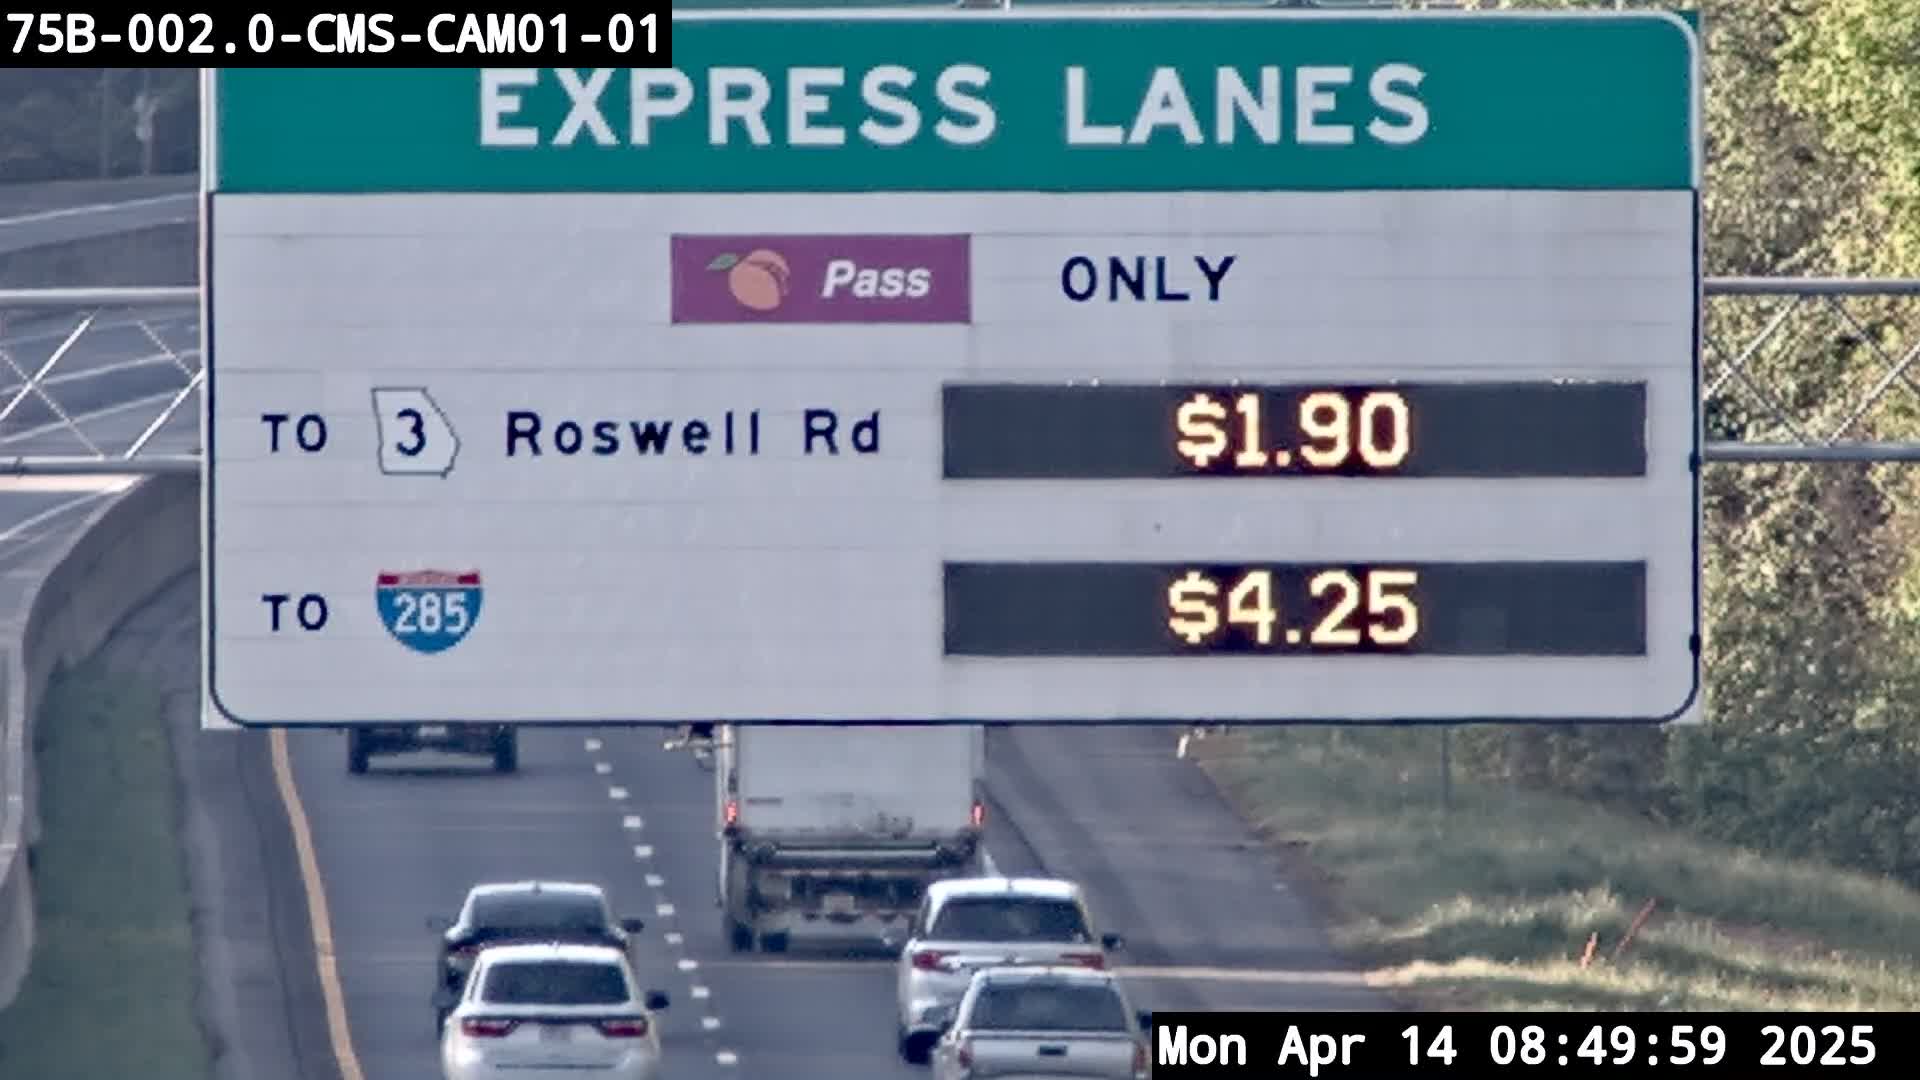 75B-002.0-CMS-CAM01-01
EXPRESS LANES
Pass ONLY
TO 3 Roswell Rd $1.90
TO 285 $4.25
Mon Apr 14 08:49:59 2025